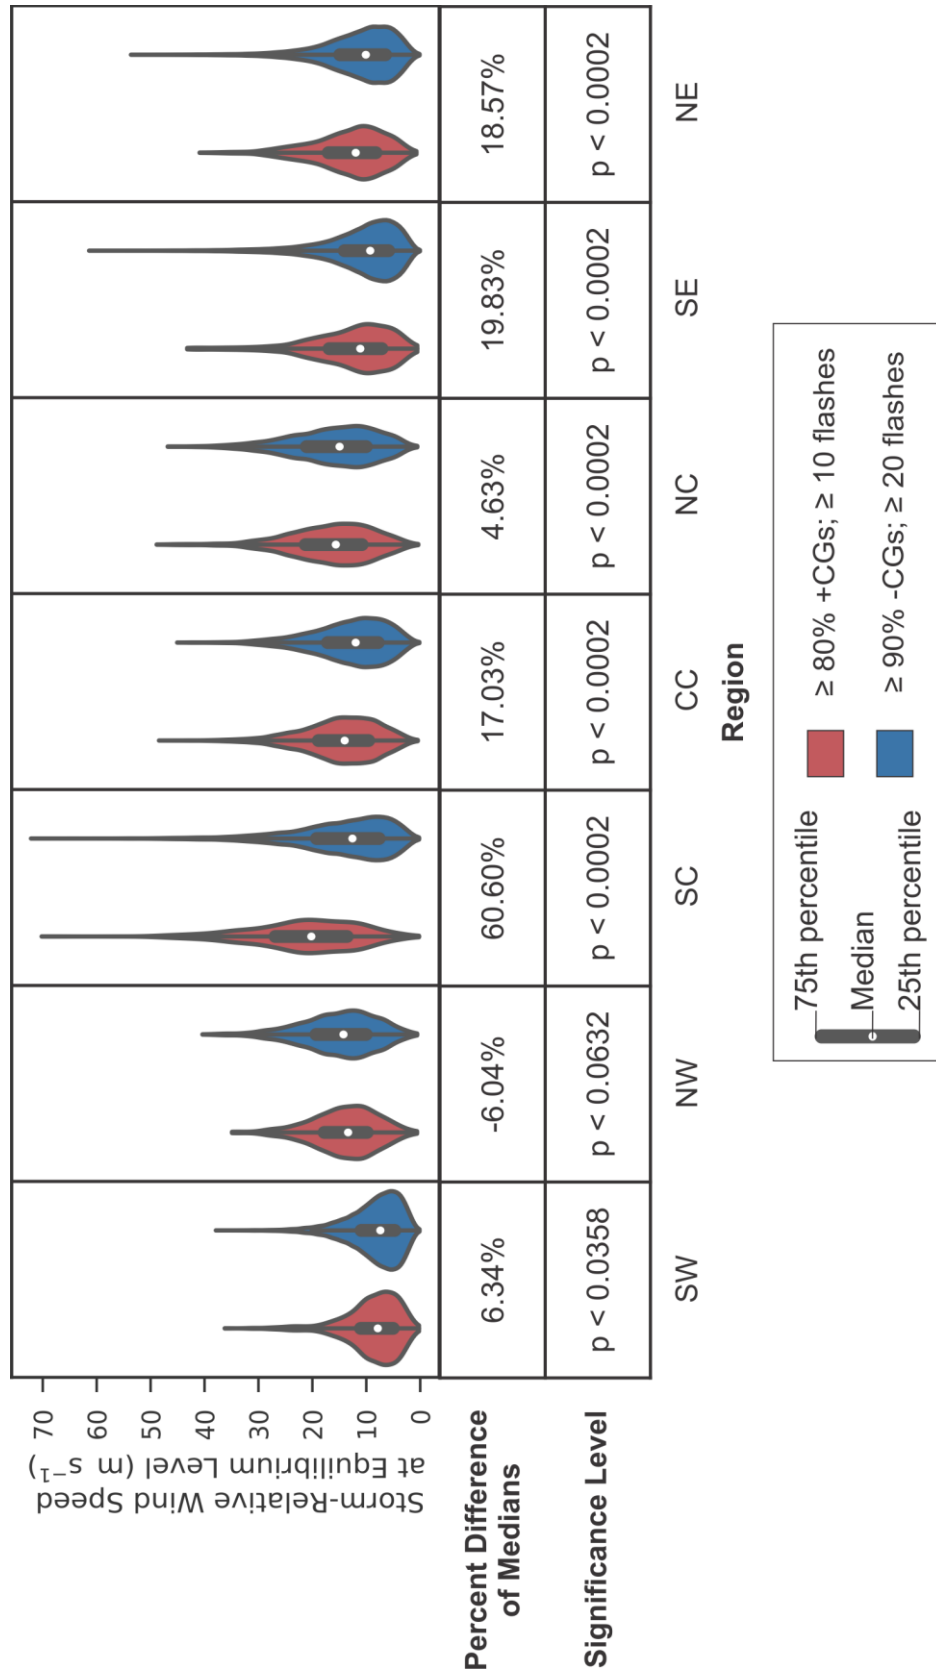 70
60
50
40
30
20
10
0
Storm-Relative Wind Speed
at Equilibrium Level (m s⁻¹)
Percent Difference
of Medians
6.34%
-6.04%
60.60%
17.03%
4.63%
19.83%
18.57%
Significance Level
p < 0.0358
p < 0.0632
p < 0.0002
p < 0.0002
p < 0.0002
p < 0.0002
p < 0.0002
SW
NW
SC
CC
NC
SE
NE
Region
75th percentile
Median
25th percentile
≥ 80% +CGs; ≥ 10 flashes
≥ 90% -CGs; ≥ 20 flashes